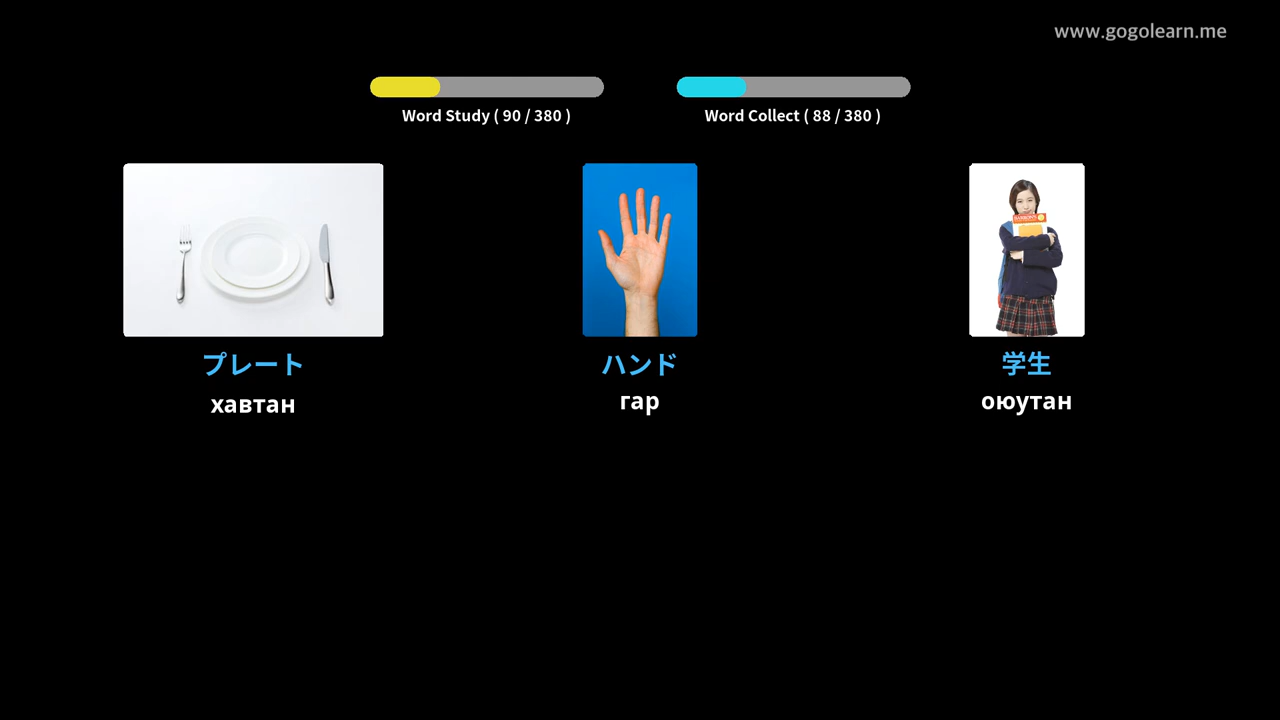 www.gogolearn.me
Word Study ( 90 / 380 )
Word Collect ( 88 / 380 )
プレート
ハンド
学生
хавтан
гар
оюутан